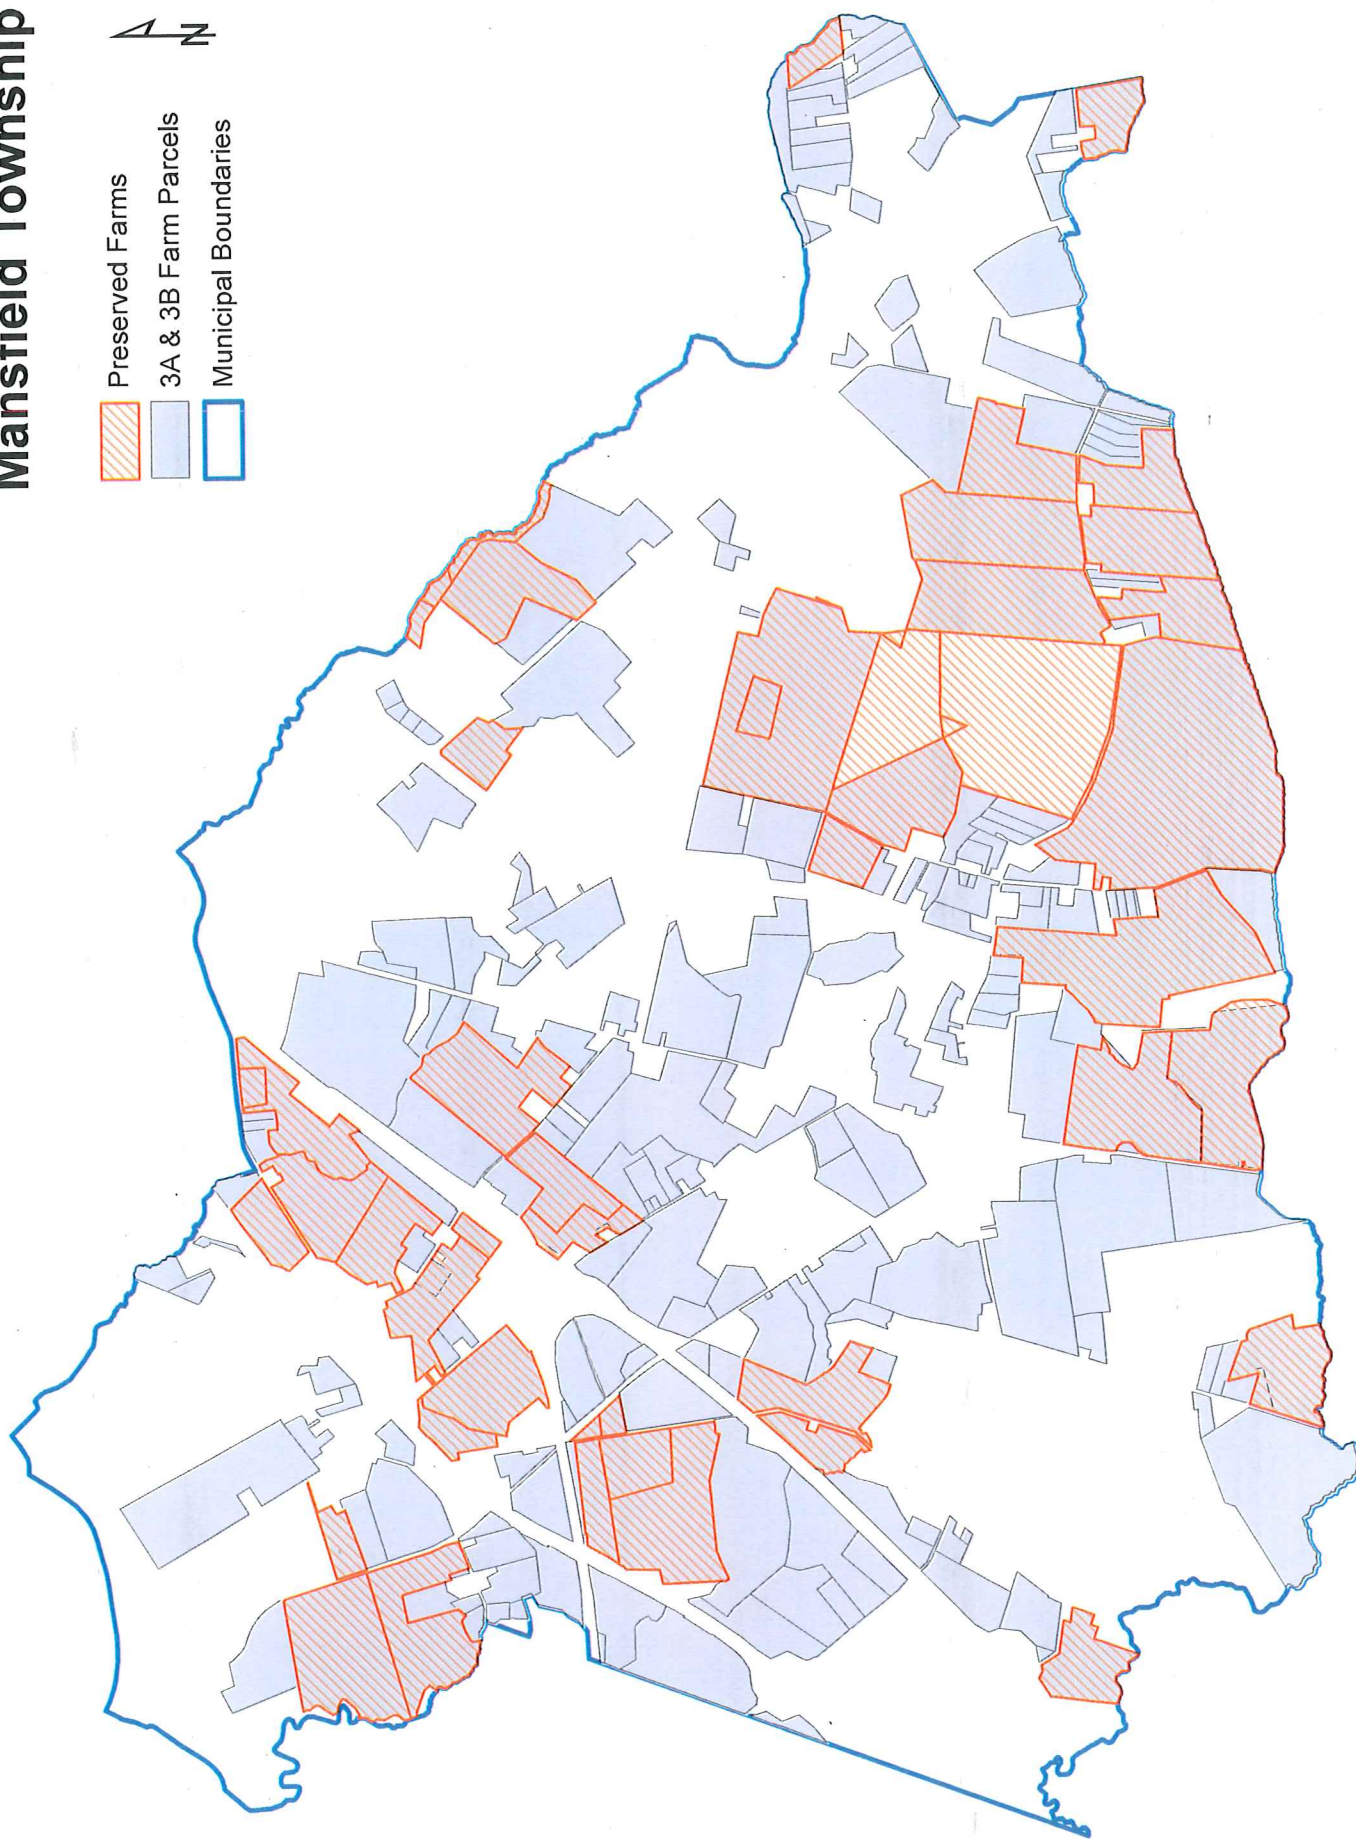 Mansfield Township
N
Preserved Farms
3A & 3B Farm Parcels
Municipal Boundaries